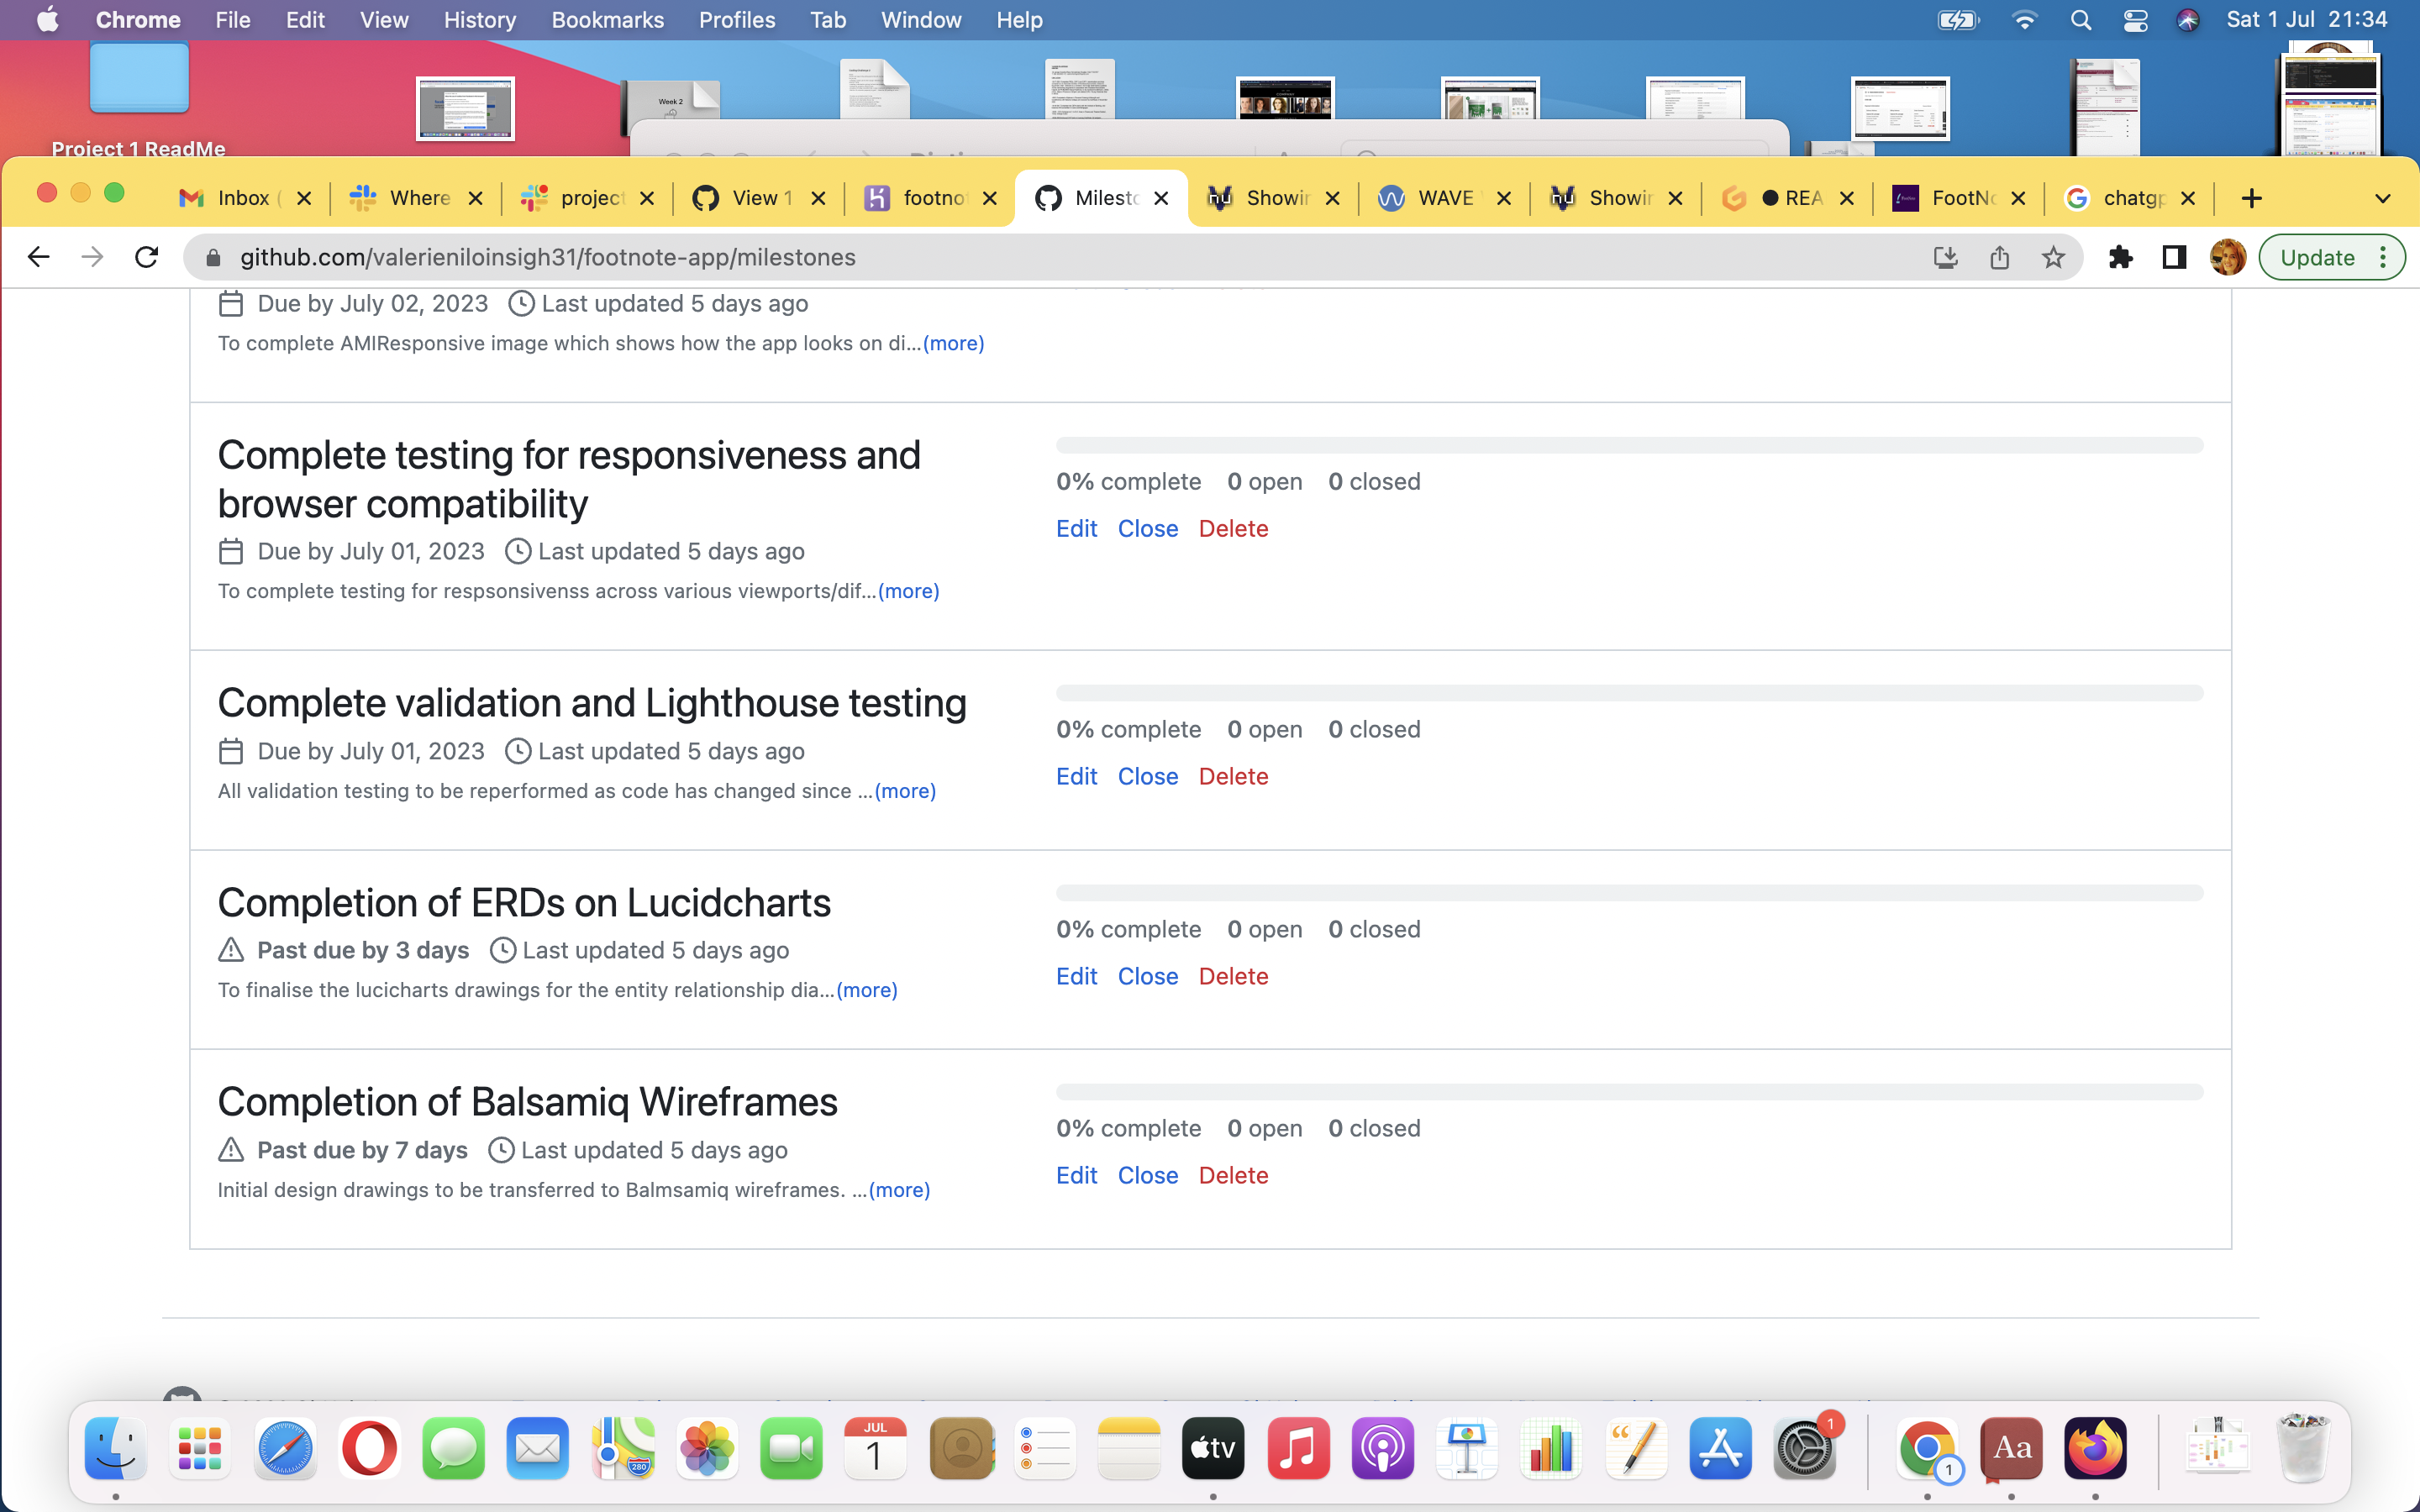 Chrome File Edit View History Bookmarks Profiles Tab Window Help Sat 1 Jul 21:34
Week 2
Project 1 ReadMe
Inbox ( Where project View 1 footno Milesto Showin WAVE Showin REA FootNo chatgp
github.com/valerieniloinsigh31/footnote-app/milestones Update
Due by July 02, 2023 Last updated 5 days ago
To complete AMIResponsive image which shows how the app looks on di...(more)
Complete testing for responsiveness and
browser compatibility
0% complete 0 open 0 closed
Edit Close Delete
Due by July 01, 2023 Last updated 5 days ago
To complete testing for respsonsivenss across various viewports/dif...(more)
Complete validation and Lighthouse testing
0% complete 0 open 0 closed
Due by July 01, 2023 Last updated 5 days ago
Edit Close Delete
All validation testing to be reperformed as code has changed since ...(more)
Completion of ERDs on Lucidcharts
0% complete 0 open 0 closed
Past due by 3 days Last updated 5 days ago
Edit Close Delete
To finalise the lucicharts drawings for the entity relationship dia...(more)
Completion of Balsamiq Wireframes
0% complete 0 open 0 closed
Past due by 7 days Last updated 5 days ago
Edit Close Delete
Initial design drawings to be transferred to Balmsamiq wireframes. ...(more)
JUL
1
280
tv
1
1
Aa